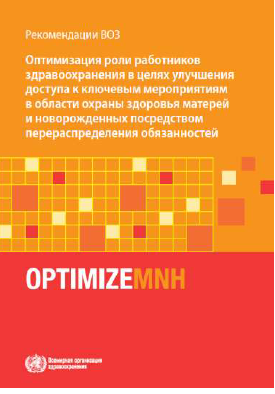 Рекомендации ВОЗ
Оптимизация роли работников
здравоохранения в целях улучшения
доступа к ключевым мероприятиям
в области охраны здоровья матерей
и новорожденных посредством
перераспределения обязанностей
OPTIMIZEMNH
Всемирная организация
здравоохранения